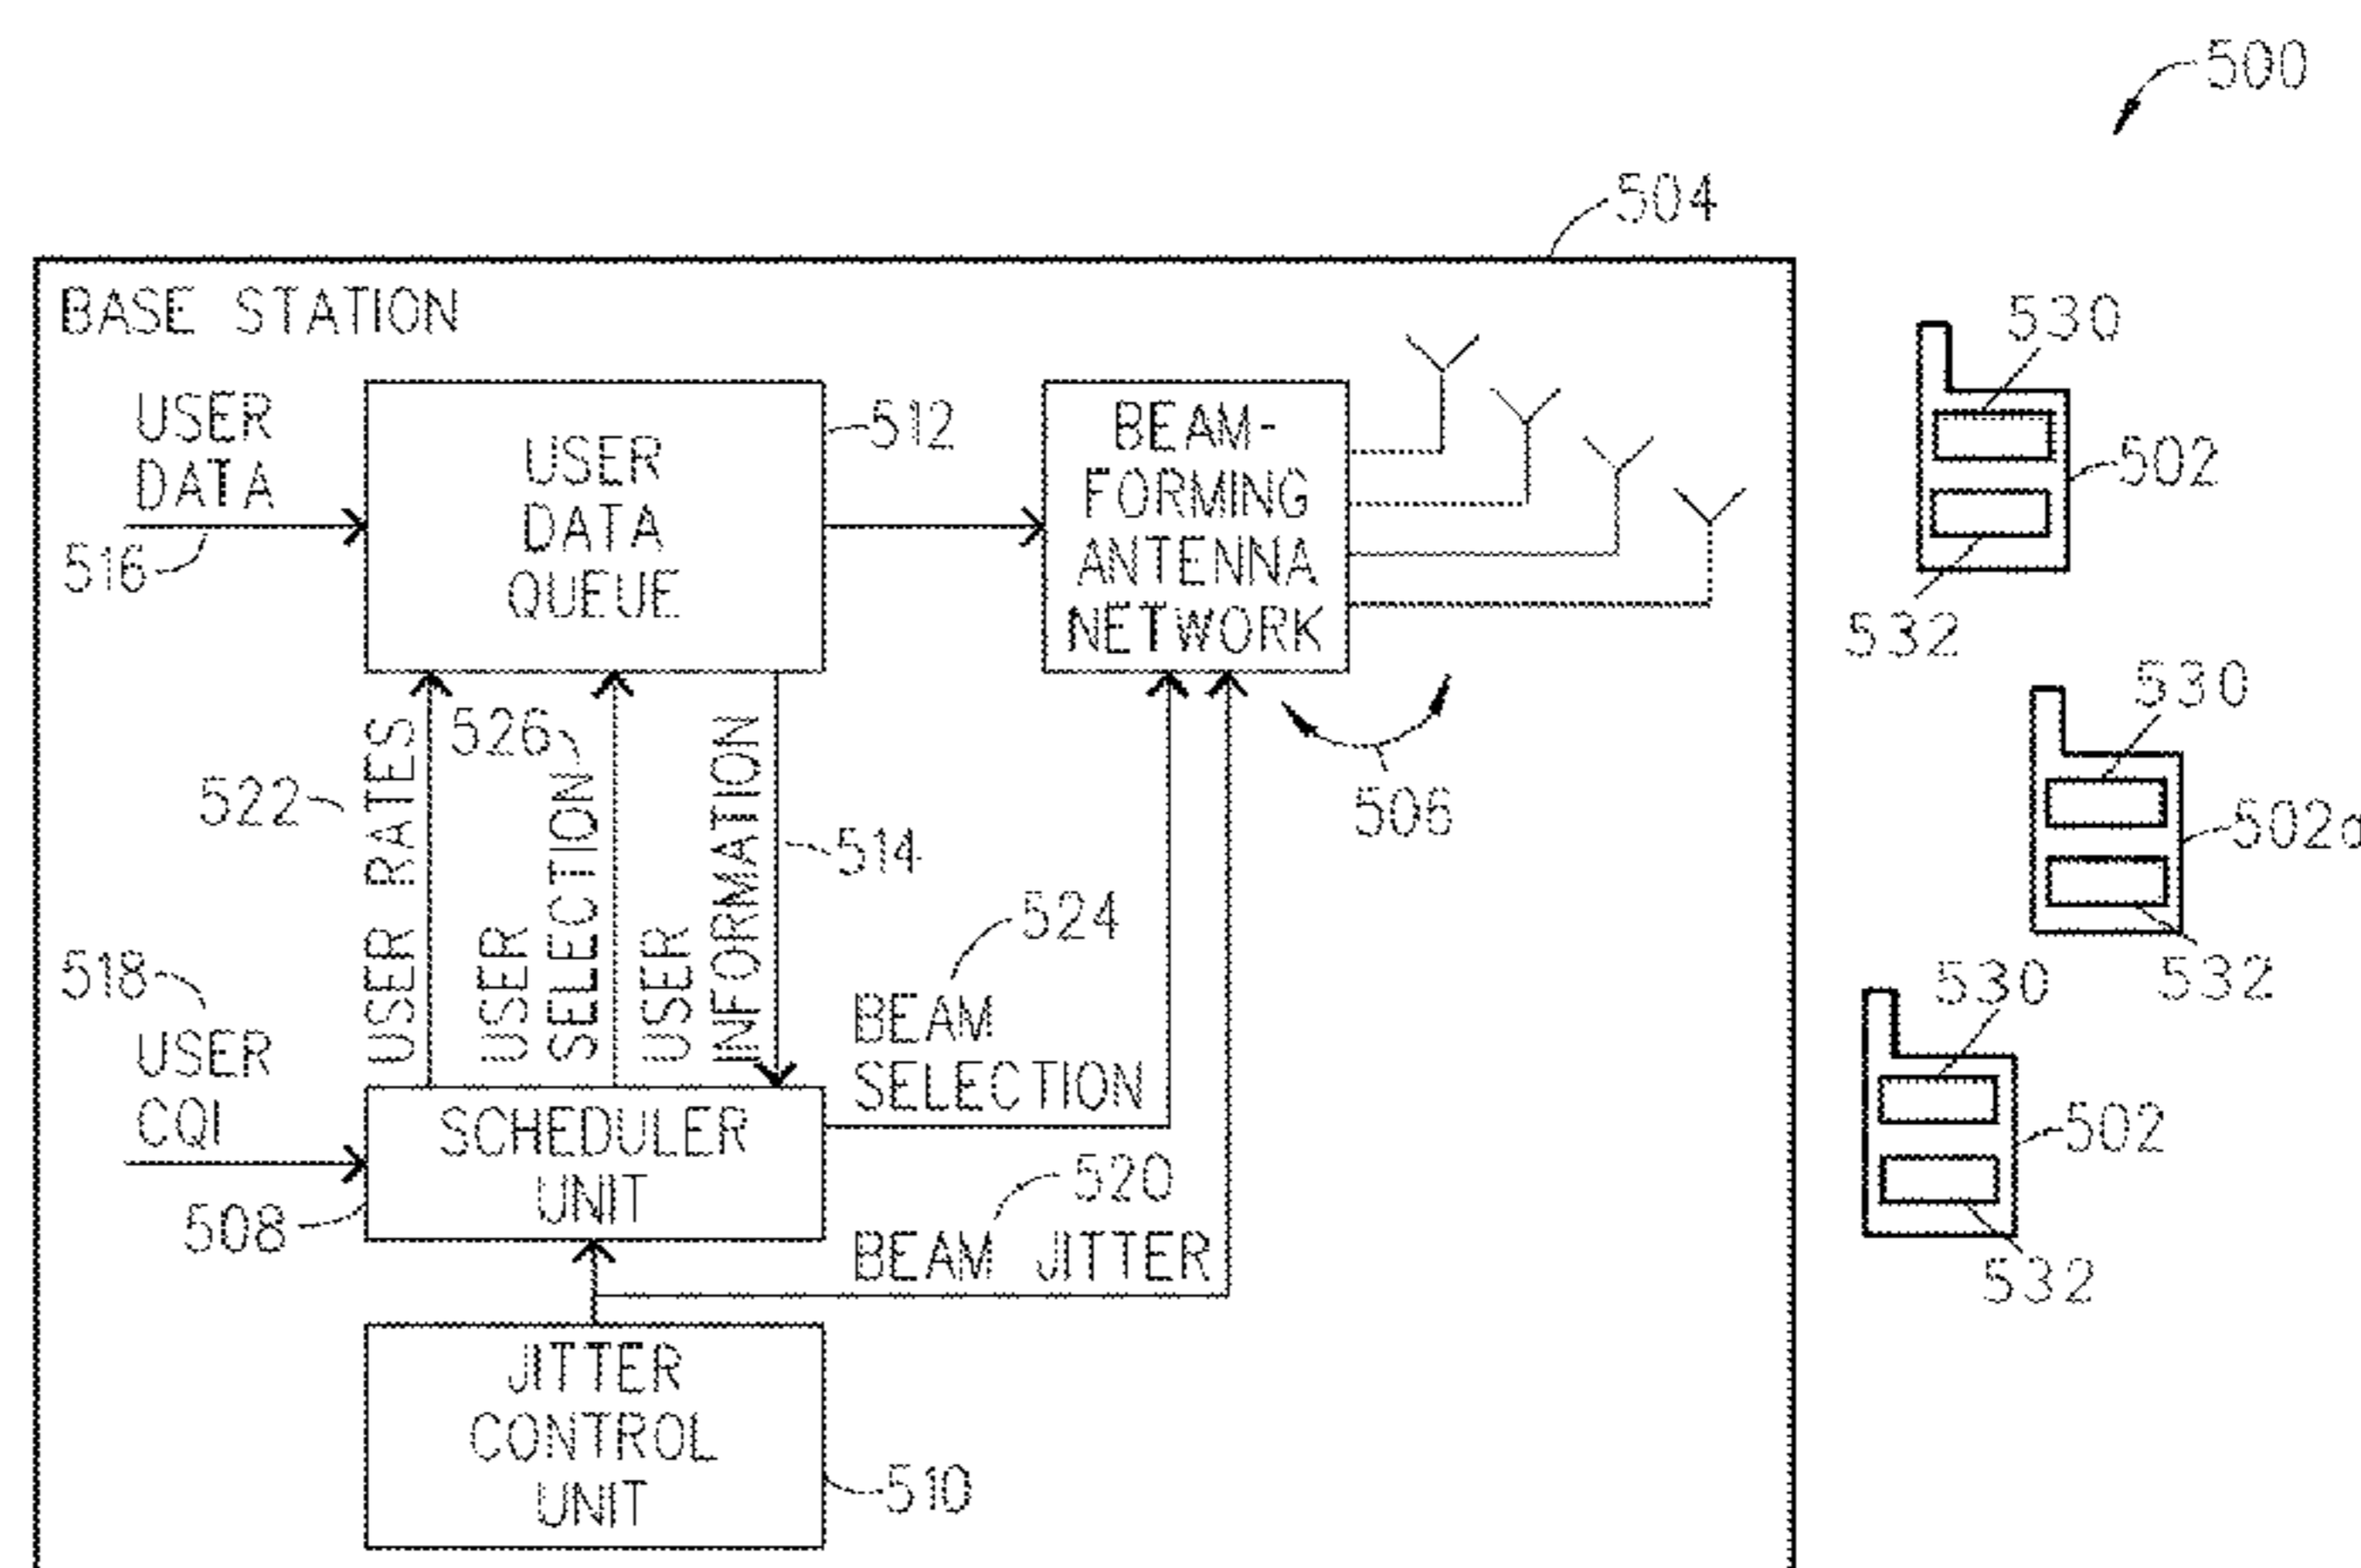 500
504
BASE STATION
530
USER
DATA
512
BEAM-
FORMING
ANTENNA
NETWORK
USER
DATA
QUEUE
502
516
532
530
526
522
USER RATES
USER
SELECTION
USER
INFORMATION
514
506
502a
524
518
532
530
BEAM
SELECTION
USER
CQI
SCHEDULER
UNIT
502
520
508
BEAM JITTER
532
JITTER
CONTROL
UNIT
510